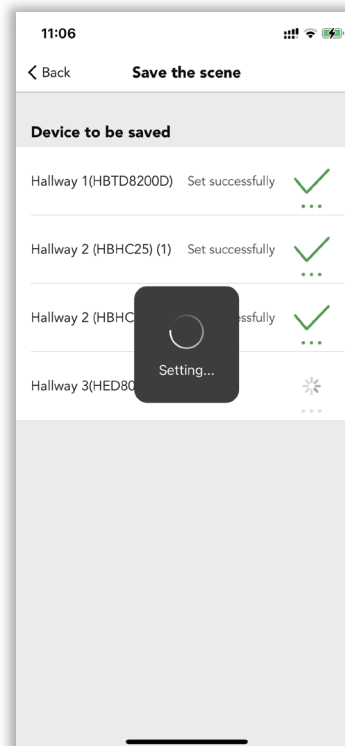 11:06
Back Save the scene
Device to be saved
Hallway 1(HBTD8200D) Set successfully
Hallway 2 (HBHC25) (1) Set successfully
Hallway 2 (HBHC ssfully
Setting...
Hallway 3(HED80